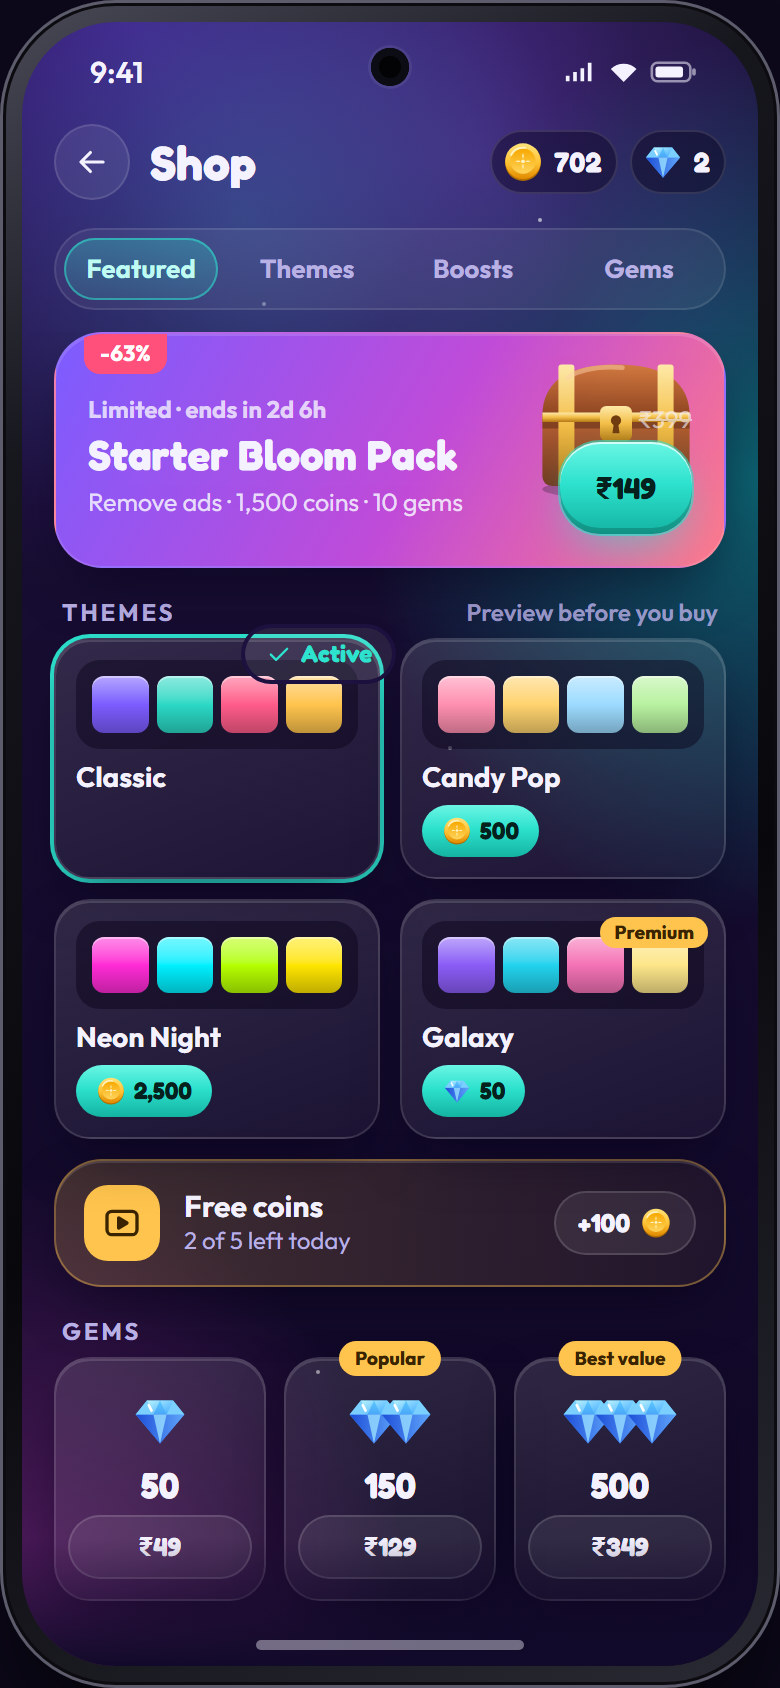 9:41
Shop
702
2
Featured
Themes
Boosts
Gems
-63%
Limited · ends in 2d 6h
Starter Bloom Pack
Remove ads · 1,500 coins · 10 gems
₹399
₹149
THEMES
Preview before you buy
Active
Classic
Candy Pop
500
Premium
Neon Night
2,500
Galaxy
50
Free coins
2 of 5 left today
+100
GEMS
50
₹49
Popular
150
₹129
Best value
500
₹349